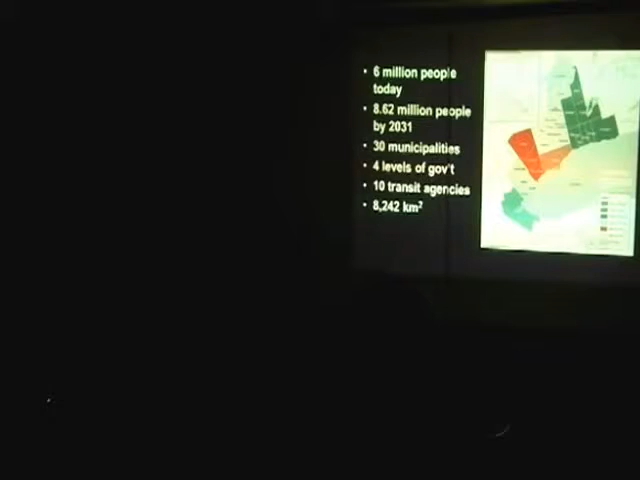 • 6 million people
today
• 8.62 million people
by 2031
• 30 municipalities
• 4 levels of gov't
• 10 transit agencies
• 8,242 km²